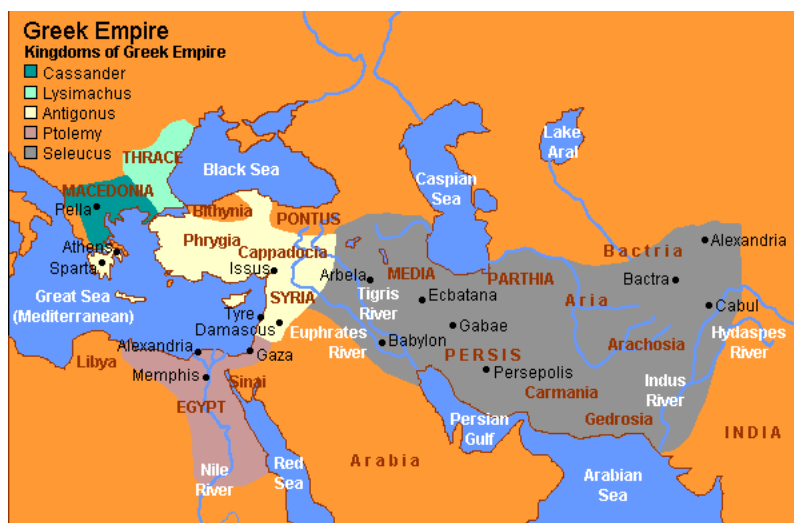 Greek Empire
Kingdoms of Greek Empire
Cassander
Lysimachus
Antigonus
Ptolemy
Seleucus
THRACE
Black Sea
Caspian
Sea
Lake
Aral
MACEDONIA
Pella
Bithynia
PONTUS
Phrygia
Cappadocia
Athens
Sparta
Issus
Arbela
MEDIA
PARTHIA
Bactria
Alexandria
Bactra
Great Sea
(Mediterranean)
SYRIA
Tigris
River
Ecbatana
Aria
Cabul
Tyre
Damascus
Euphrates
River
Gabae
Arachosia
Hydaspes
River
Alexandria
Gaza
Babylon
Libya
Memphis
Sinai
PERSIS
Persepolis
Carmania
Indus
River
EGYPT
Persian
Gulf
Gedrosia
INDIA
Nile
River
Red
Sea
Arabia
Arabian
Sea